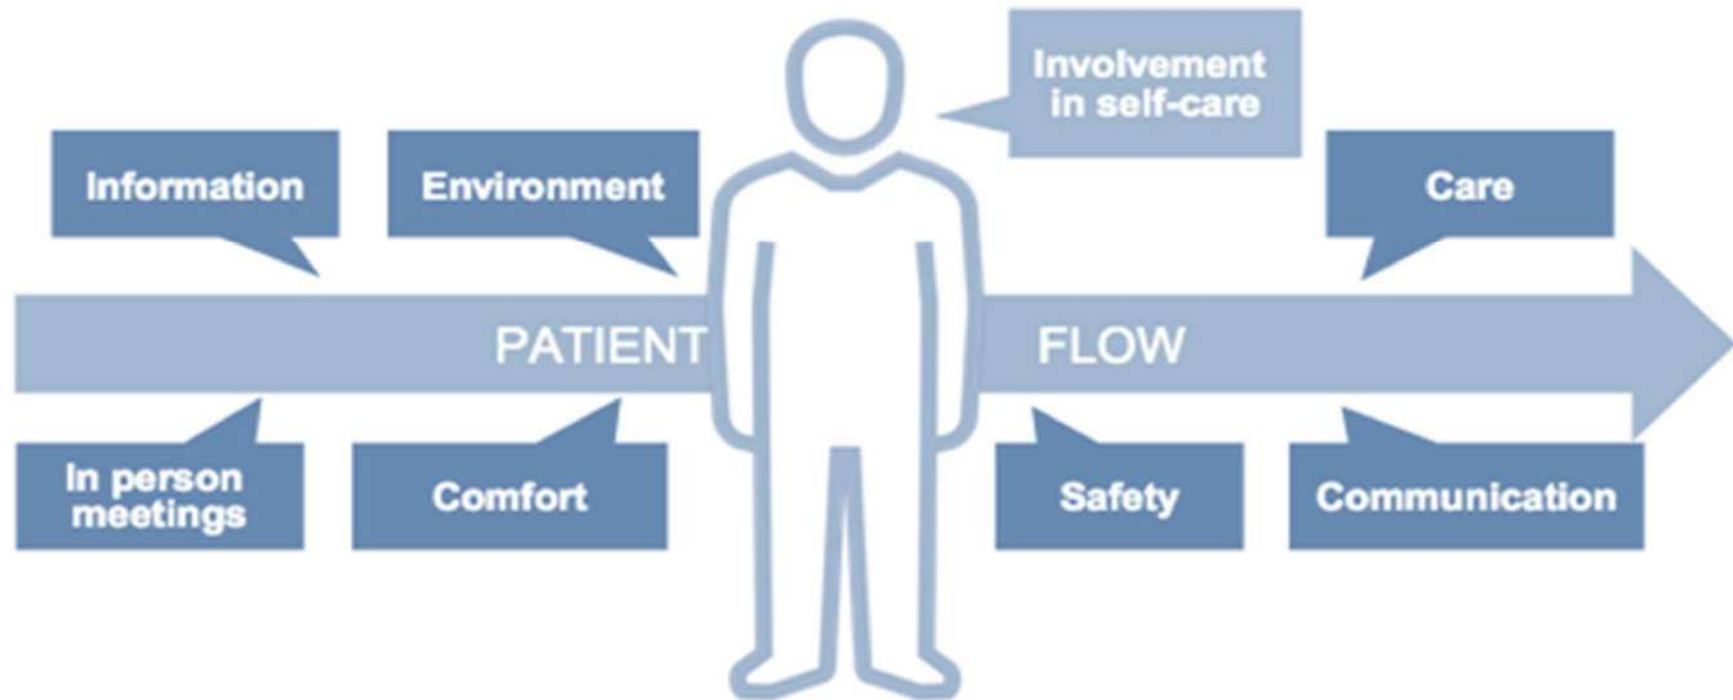 Involvement
in self-care
Information
Environment
Care
PATIENT FLOW
In person
meetings
Comfort
Safety
Communication